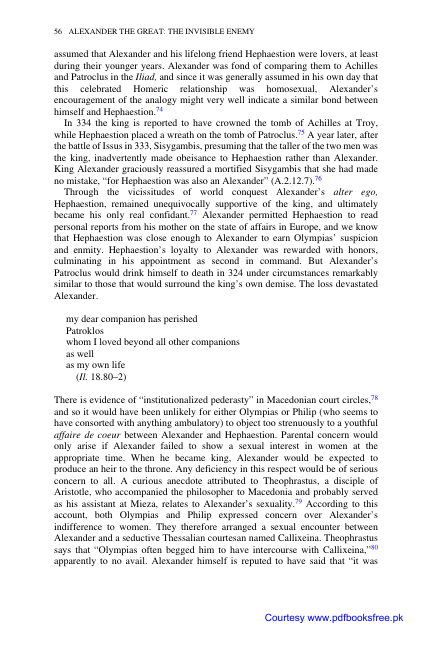 56 ALEXANDER THE GREAT: THE INVISIBLE ENEMY
assumed that Alexander and his lifelong friend Hephaestion were lovers, at least
during their younger years. Alexander was fond of comparing them to Achilles
and Patroclus in the Iliad, and since it was generally assumed in his own day that
this celebrated Homeric relationship was homosexual, Alexander's
encouragement of the analogy might very well indicate a similar bond between
himself and Hephaestion.74
In 334 the king is reported to have crowned the tomb of Achilles at Troy,
while Hephaestion placed a wreath on the tomb of Patroclus.75 A year later, after
the battle of Issus in 333, Sisygambis, presuming that the taller of the two men was
the king, inadvertently made obeisance to Hephaestion rather than Alexander.
King Alexander graciously reassured a mortified Sisygambis that she had made
no mistake, “for Hephaestion was also an Alexander” (A.2.12.7).76
Through the vicissitudes of world conquest Alexander's alter ego,
Hephaestion, remained unequivocally supportive of the king, and ultimately
became his only real confidant.77 Alexander permitted Hephaestion to read
personal reports from his mother on the state of affairs in Europe, and we know
that Hephaestion was close enough to Alexander to earn Olympias' suspicion
and enmity. Hephaestion's loyalty to Alexander was rewarded with honors,
culminating in his appointment as second in command. But Alexander's
Patroclus would drink himself to death in 324 under circumstances remarkably
similar to those that would surround the king's own demise. The loss devastated
Alexander.
my dear companion has perished
Patroklos
whom I loved beyond all other companions
as well
as my own life
(Il. 18.80–2)
There is evidence of “institutionalized pederasty” in Macedonian court circles,78
and so it would have been unlikely for either Olympias or Philip (who seems to
have consorted with anything ambulatory) to object too strenuously to a youthful
affaire de coeur between Alexander and Hephaestion. Parental concern would
only arise if Alexander failed to show a sexual interest in women at the
appropriate time. When he became king, Alexander would be expected to
produce an heir to the throne. Any deficiency in this respect would be of serious
concern to all. A curious anecdote attributed to Theophrastus, a disciple of
Aristotle, who accompanied the philosopher to Macedonia and probably served
as his assistant at Mieza, relates to Alexander's sexuality.79 According to this
account, both Olympias and Philip expressed concern over Alexander's
indifference to women. They therefore arranged a sexual encounter between
Alexander and a seductive Thessalian courtesan named Callixeina. Theophrastus
says that “Olympias often begged him to have intercourse with Callixeina,”80
apparently to no avail. Alexander himself is reputed to have said that “it was
Courtesy www.pdfbooksfree.pk